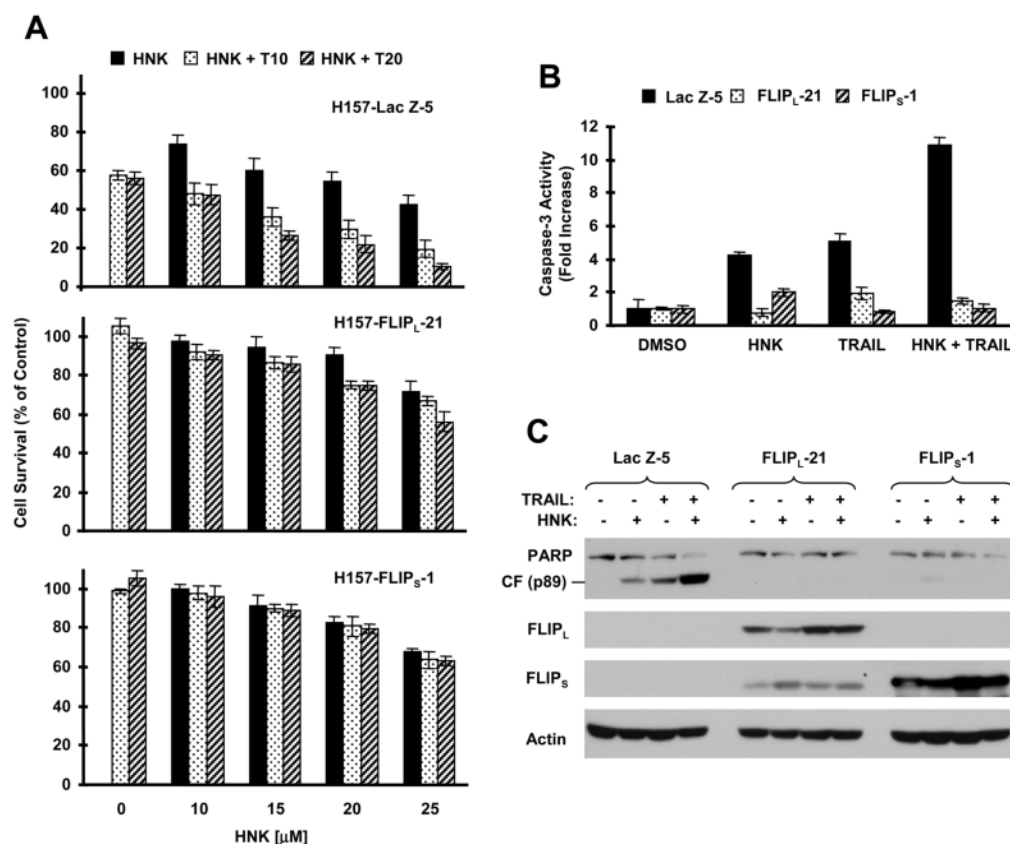 A
HNK HNK + T10 HNK + T20
H157-Lac Z-5
100
80
60
40
20
0
H157-FLIPL-21
100
80
60
40
20
0
H157-FLIPS-1
100
80
60
40
20
0
0 10 15 20 25
HNK [µM]
Cell Survival (% of Control)
B
Lac Z-5 FLIPL-21 FLIPS-1
12
10
8
6
4
2
0
Caspase-3 Activity
(Fold Increase)
DMSO HNK TRAIL HNK + TRAIL
C
Lac Z-5 FLIPL-21 FLIPS-1
TRAIL: - - + + - - + + - - + +
HNK: - + - + - + - + - + - +
PARP
CF (p89)
FLIPL
FLIPS
Actin